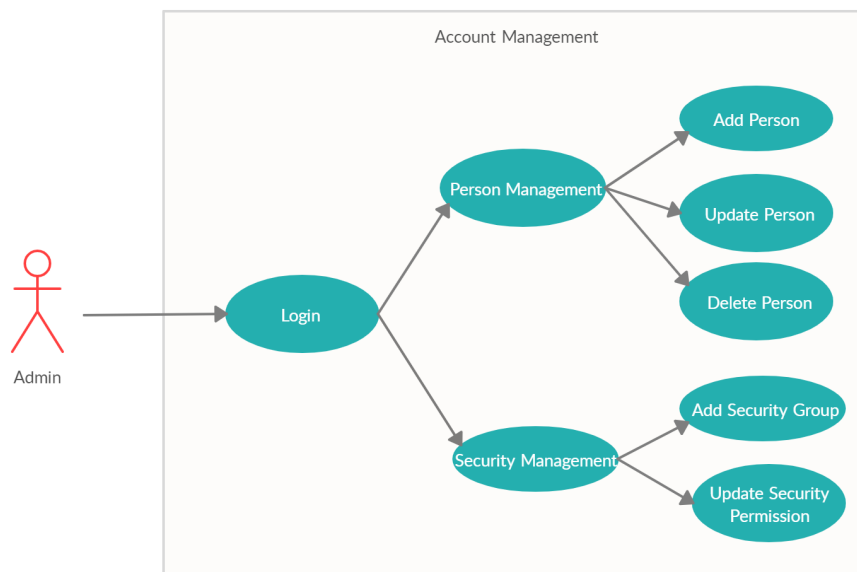 Account Management
Add Person
Person Management
Update Person
Delete Person
Login
Admin
Add Security Group
Security Management
Update Security
Permission